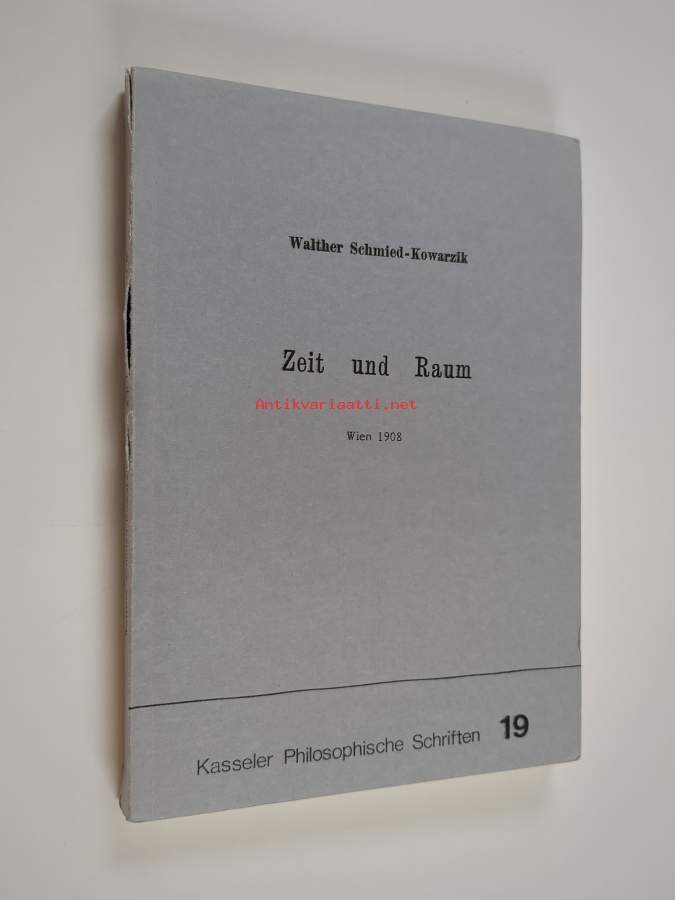 Walther Schmied-Kowarzik
Zeit und Raum
Antikvariaatti.net
Wien 1908
Kasseler Philosophische Schriften 19